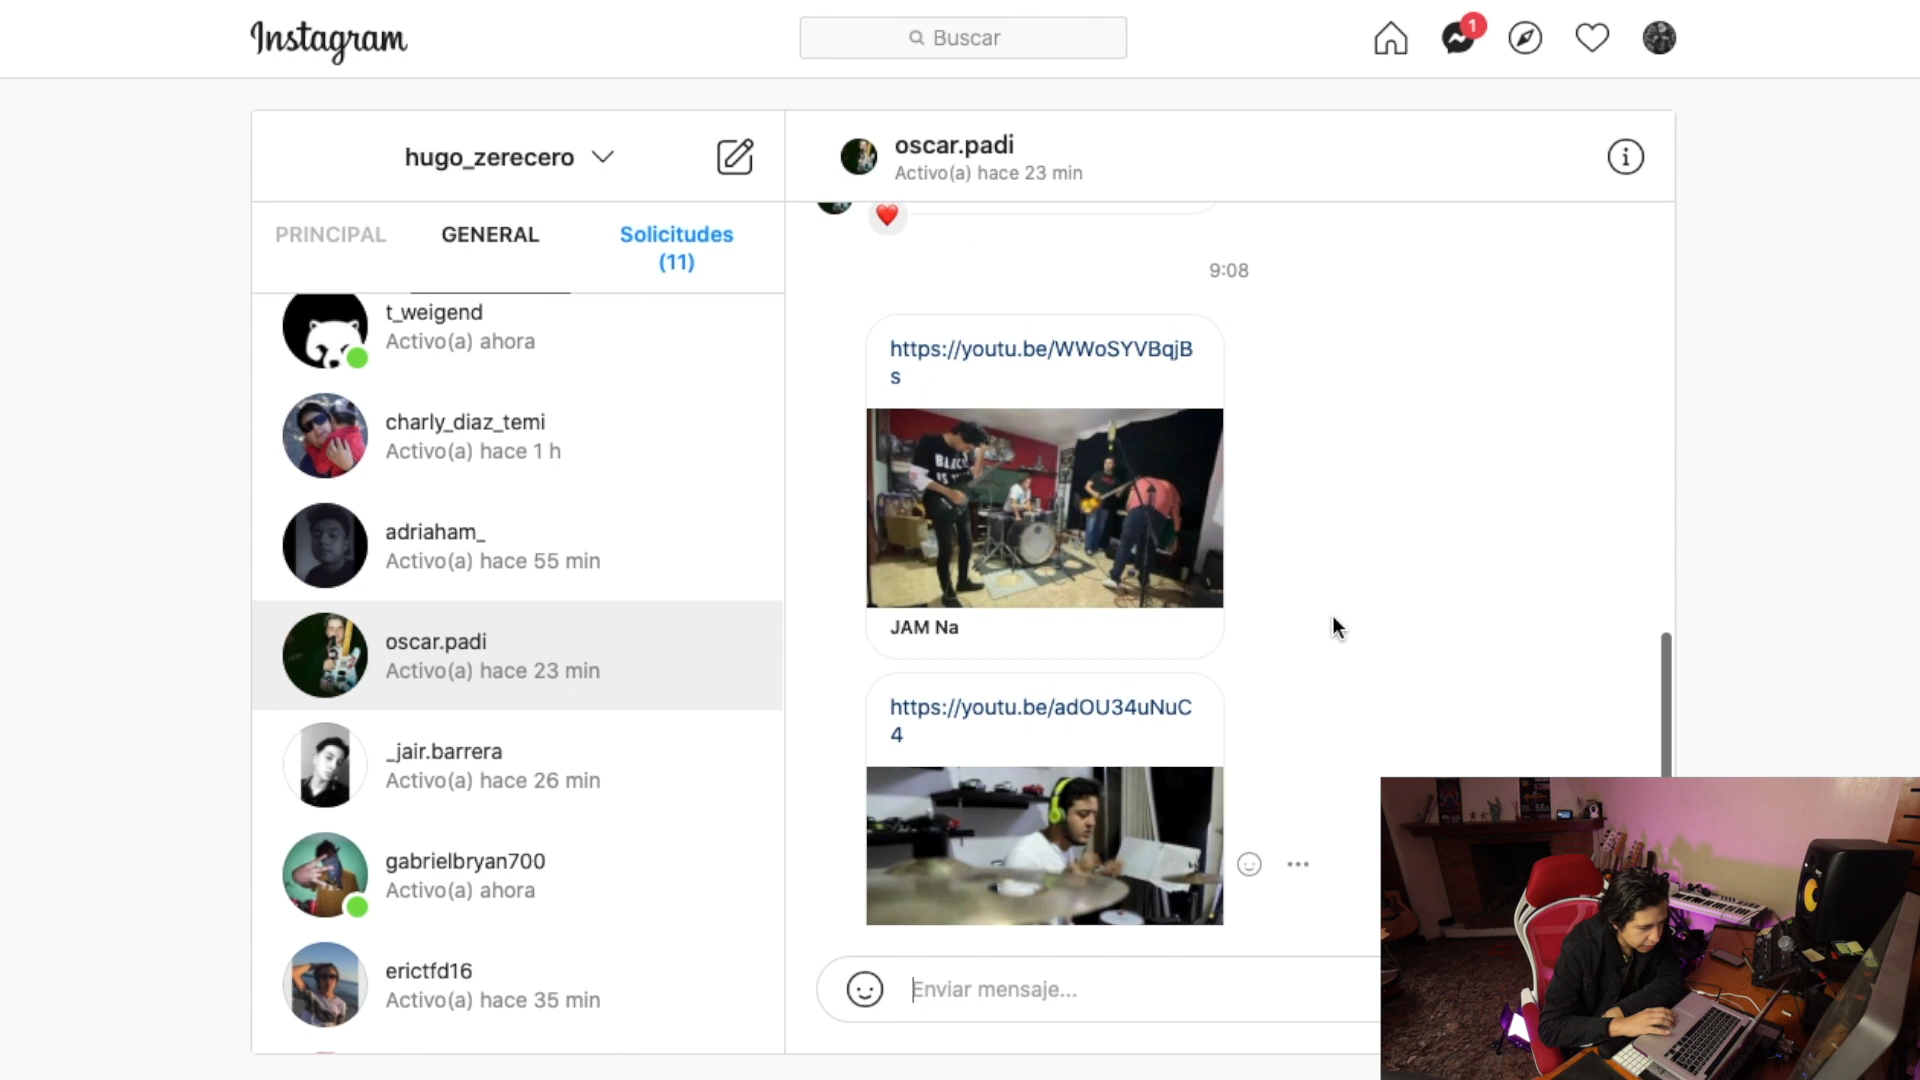 Instagram
Buscar
1
hugo_zerecero
PRINCIPAL
GENERAL
Solicitudes
(11)
t_weigend
Activo(a) ahora
charly_diaz_temi
Activo(a) hace 1 h
adriaham_
Activo(a) hace 55 min
oscar.padi
Activo(a) hace 23 min
_jair.barrera
Activo(a) hace 26 min
gabrielbryan700
Activo(a) ahora
erictfd16
Activo(a) hace 35 min
oscar.padi
Activo(a) hace 23 min
9:08
https://youtu.be/WWoSYVBqjB
s
BLACK
IS
JAM Na
https://youtu.be/adOU34uNuC
4
Enviar mensaje...